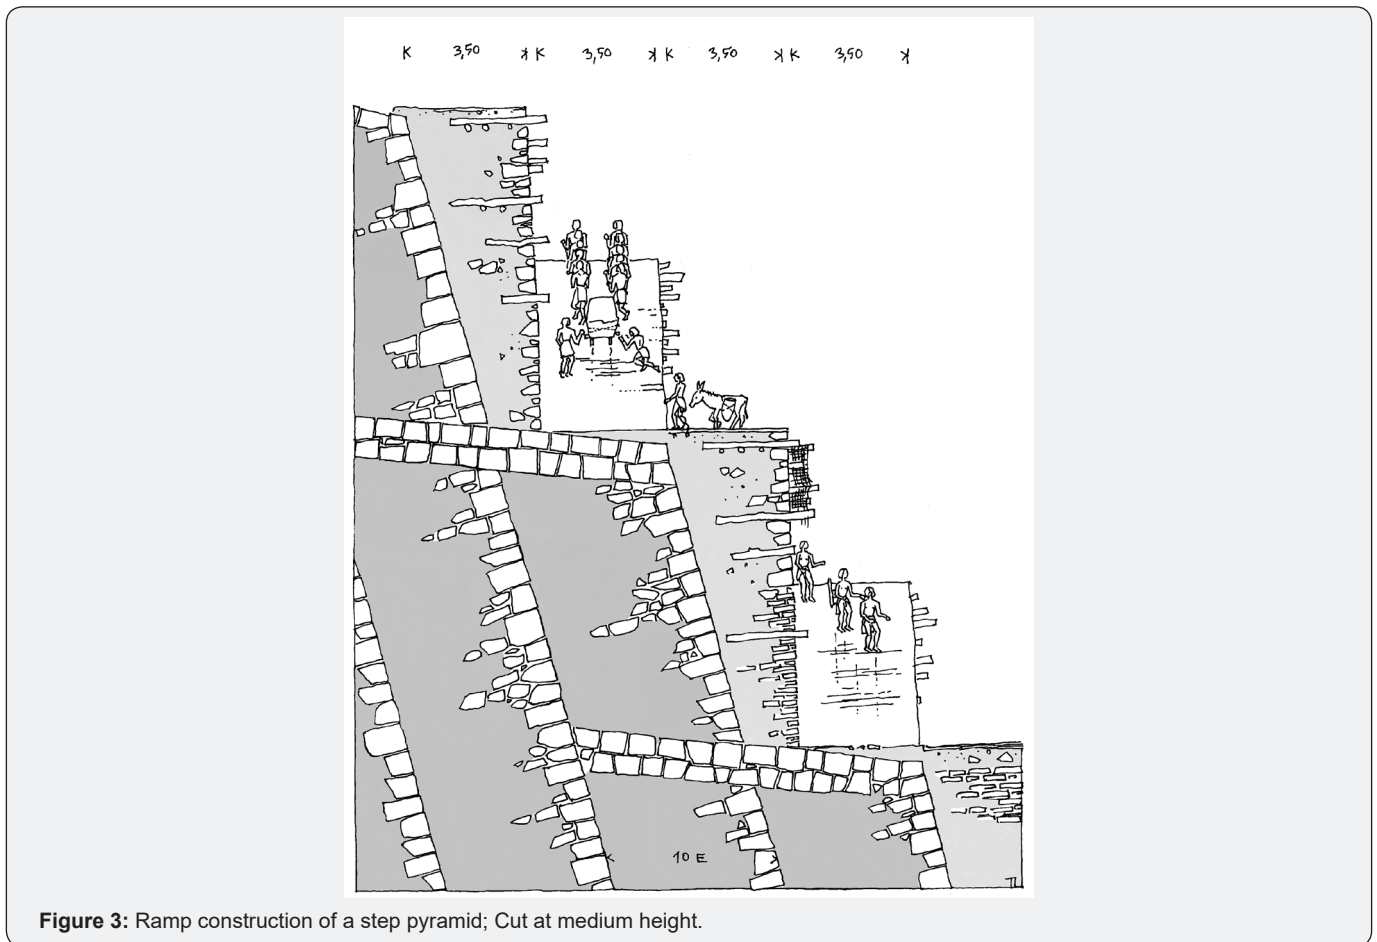 K 3,50 ⋊ K 3,50 ⋊ K 3,50 ⋊ K 3,50 ⋊
10 E
TL
Figure 3: Ramp construction of a step pyramid; Cut at medium height.